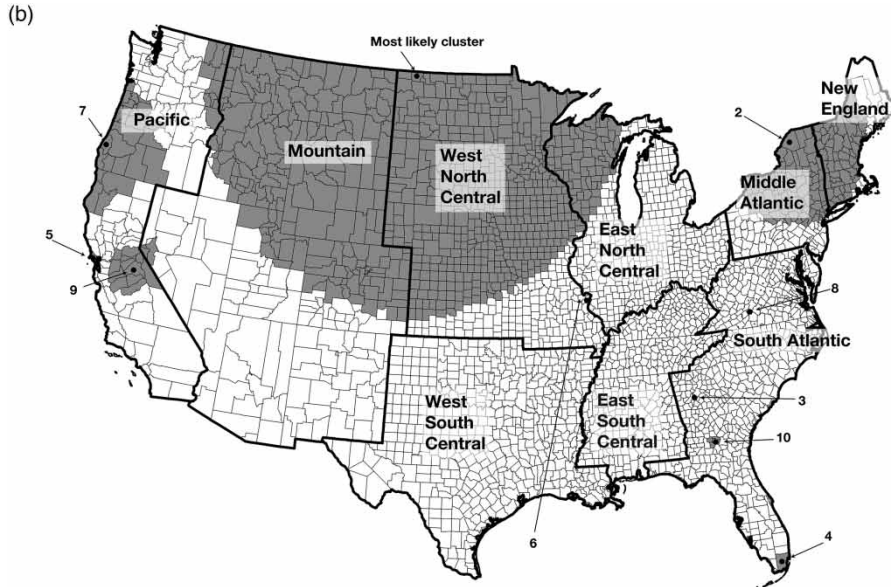 (b)
Most likely cluster
New
England
2
7
Pacific
Mountain
West
North
Central
Middle
Atlantic
5
East
North
Central
9
8
South Atlantic
West
South
Central
East
South
Central
3
10
6
4